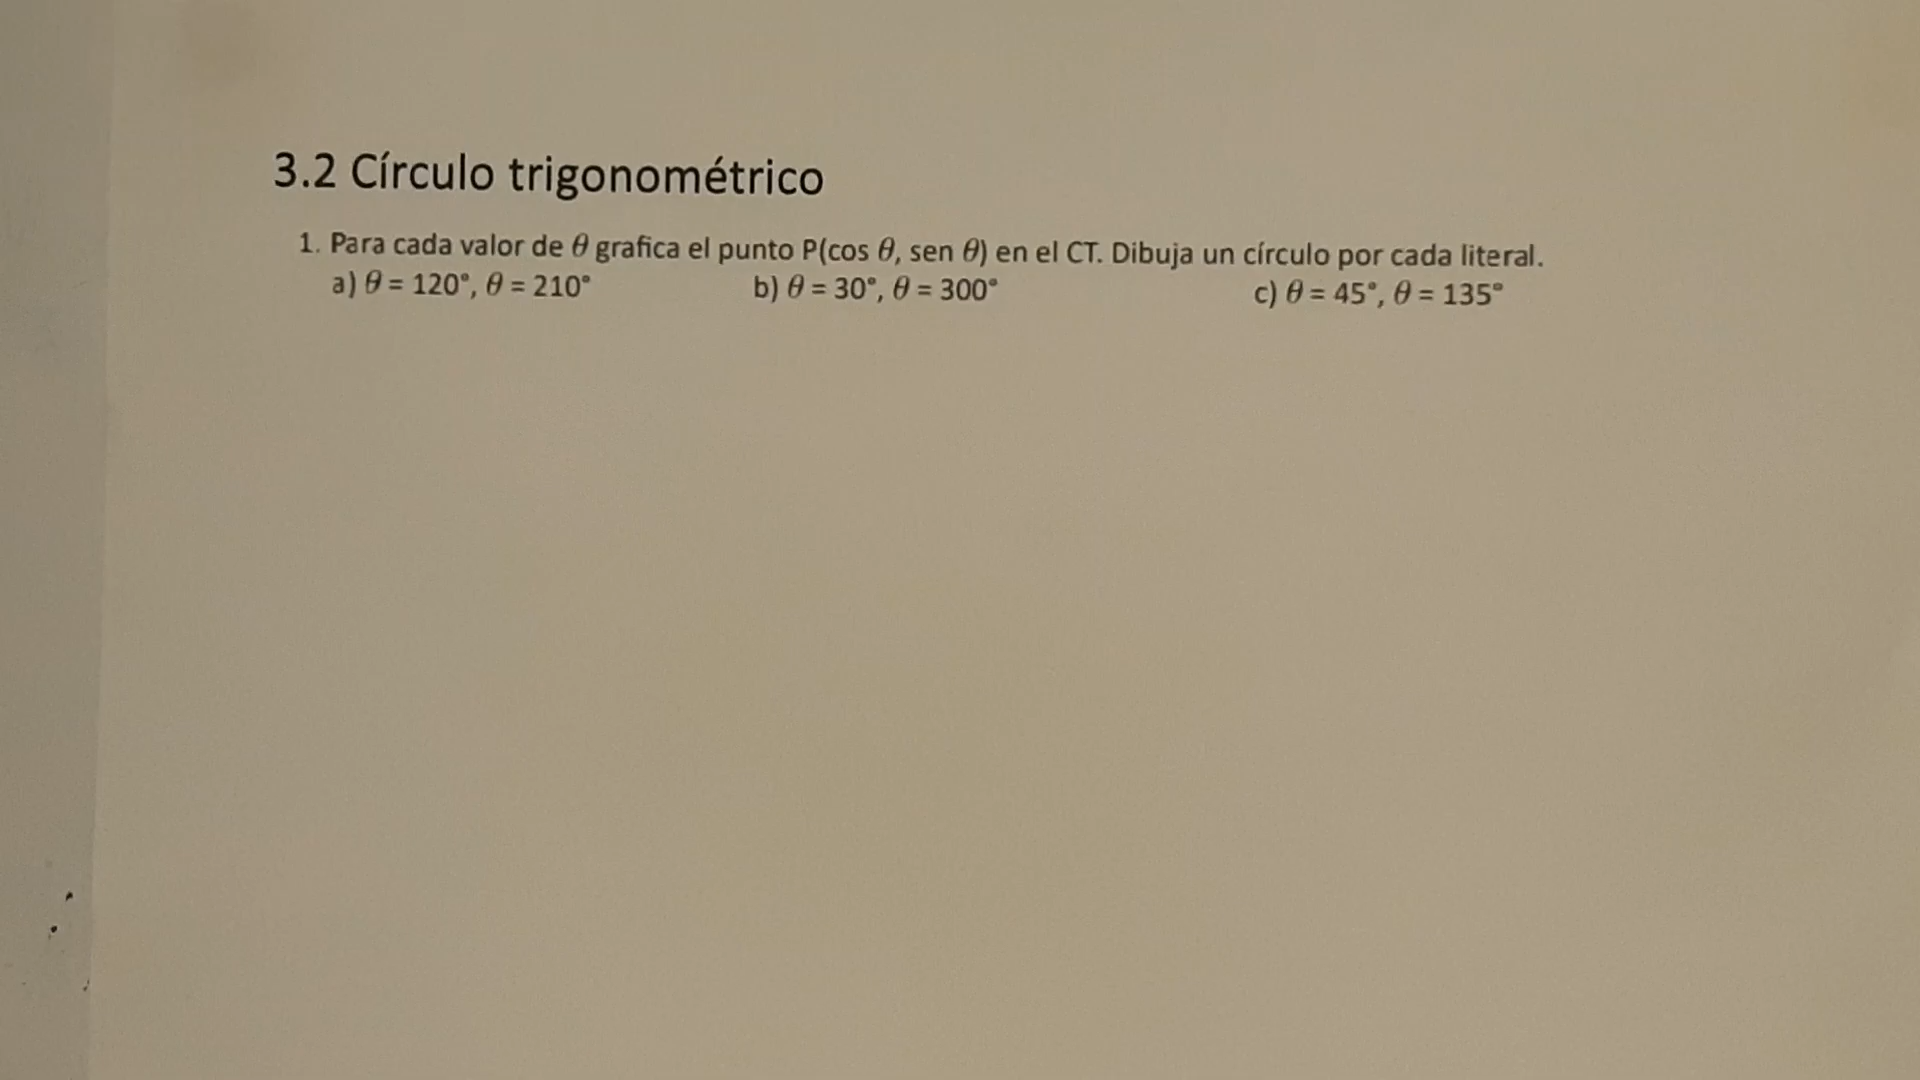 3.2 Círculo trigonométrico
1. Para cada valor de θ grafica el punto P(cos θ, sen θ) en el CT. Dibuja un círculo por cada literal.
a) θ = 120°, θ = 210° b) θ = 30°, θ = 300° c) θ = 45°, θ = 135°